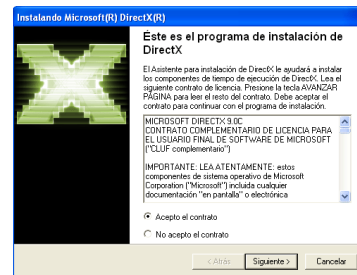 Instalando Microsoft(R) DirectX(R)
Éste es el programa de instalación de
DirectX
El Asistente para instalación de DirectX le ayudará a instalar
los componentes de tiempo de ejecución de DirectX. Lea el
siguiente contrato de licencia. Presione la tecla AVANZAR
PÁGINA para leer el resto del contrato. Debe aceptar el
contrato para continuar con el programa de instalación.
MICROSOFT DIRECTX 9.0C
CONTRATO COMPLEMENTARIO DE LICENCIA PARA
EL USUARIO FINAL DE SOFTWARE DE MICROSOFT
("CLUF complementario")
IMPORTANTE: LEA ATENTAMENTE: estos
componentes de sistema operativo de Microsoft
Corporation ("Microsoft") incluida cualquier
documentación "en pantalla" o electrónica
Acepto el contrato
No acepto el contrato
< Atrás
Siguiente >
Cancelar